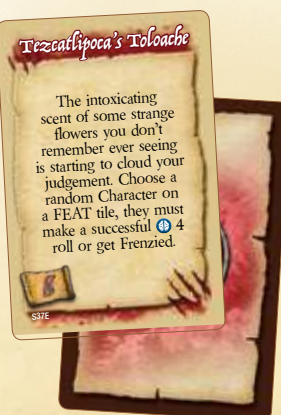 Tezcatlipoca's Toloache
The intoxicating
scent of some strange
flowers you don't
remember ever seeing
is starting to cloud your
judgement. Choose a
random Character on
a FEAT tile, they must
make a successful 4
roll or get Frenzied.
6
S37E